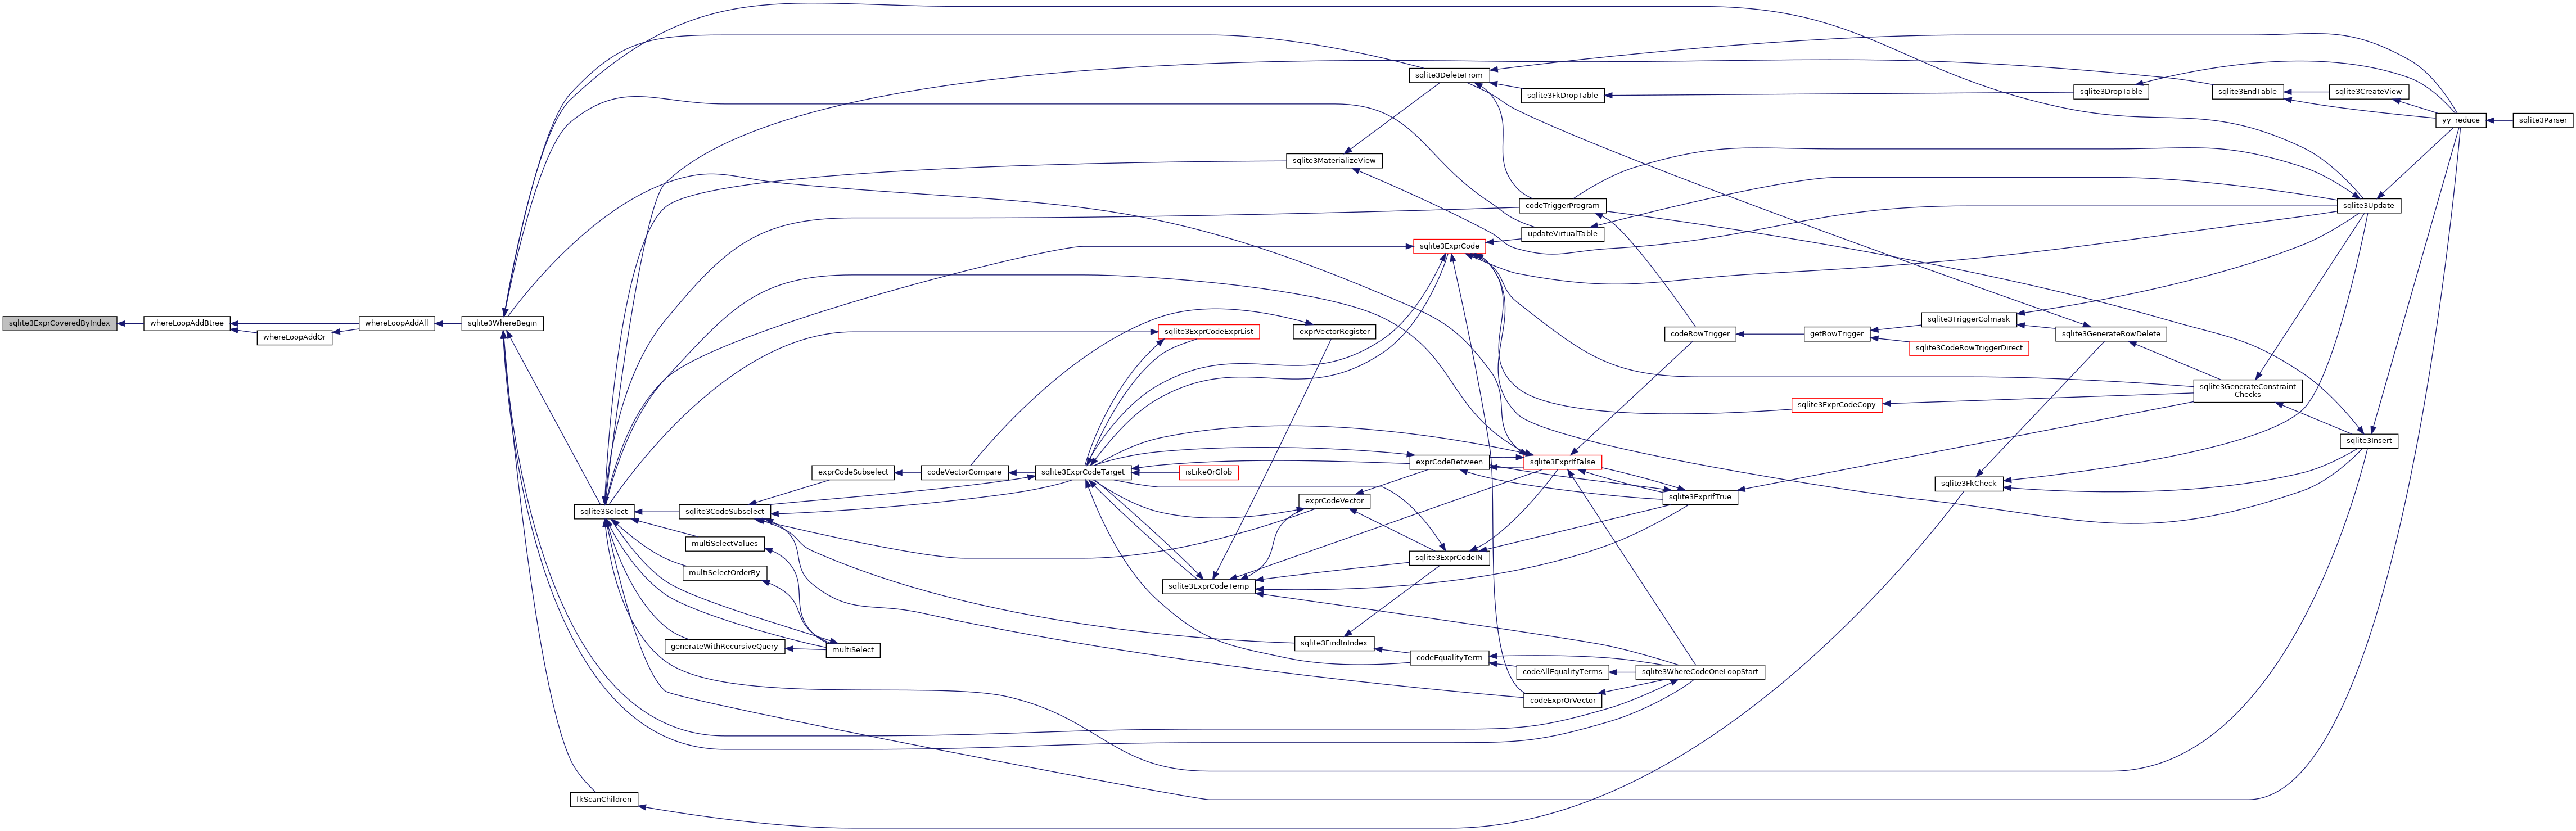 sqlite3ExprCoveredByIndex
whereLoopAddBtree
whereLoopAddOr
whereLoopAddAll
sqlite3WhereBegin
sqlite3Select
fkScanChildren
sqlite3CodeSubselect
multiSelectValues
multiSelectOrderBy
generateWithRecursiveQuery
exprCodeSubselect
multiSelect
codeVectorCompare
sqlite3ExprCodeTarget
sqlite3ExprCodeExprList
isLikeOrGlob
sqlite3ExprCodeTemp
sqlite3MaterializeView
exprVectorRegister
exprCodeVector
sqlite3FindInIndex
sqlite3DeleteFrom
sqlite3ExprCode
exprCodeBetween
sqlite3ExprCodeIN
codeEqualityTerm
sqlite3FkDropTable
codeTriggerProgram
updateVirtualTable
sqlite3ExprIfFalse
codeAllEqualityTerms
codeExprOrVector
codeRowTrigger
sqlite3ExprIfTrue
sqlite3WhereCodeOneLoopStart
getRowTrigger
sqlite3ExprCodeCopy
sqlite3TriggerColmask
sqlite3CodeRowTriggerDirect
sqlite3FkCheck
sqlite3DropTable
sqlite3GenerateRowDelete
sqlite3EndTable
sqlite3GenerateConstraint
Checks
sqlite3CreateView
sqlite3Update
sqlite3Insert
yy_reduce
sqlite3Parser